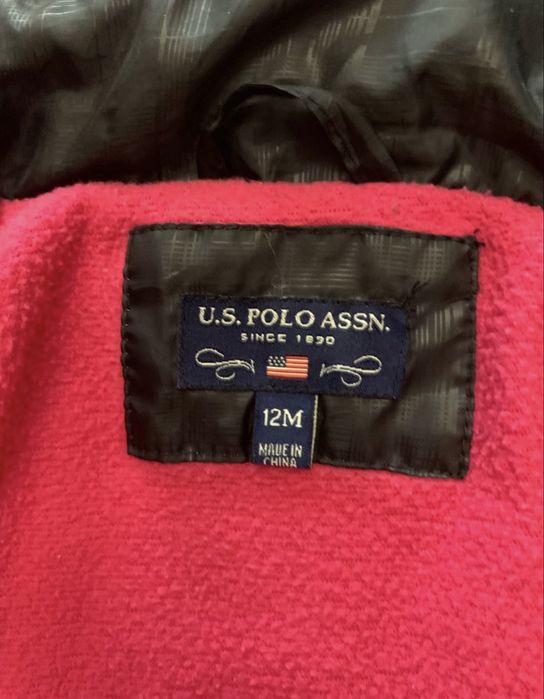 U.S. POLO ASSN.
SINCE 1890
12M
MADE IN
CHINA